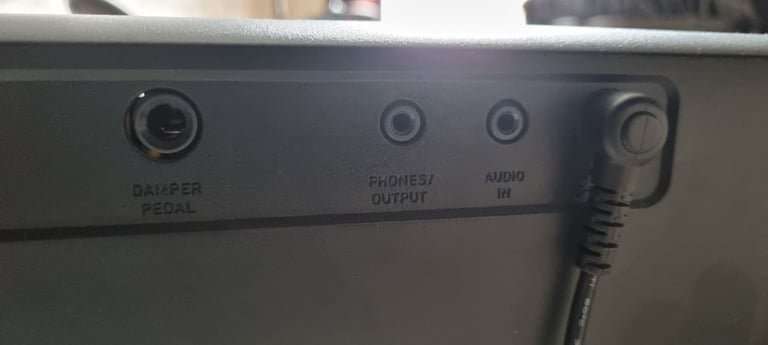 DAMPER
PEDAL
PHONES/
OUTPUT
AUDIO
IN